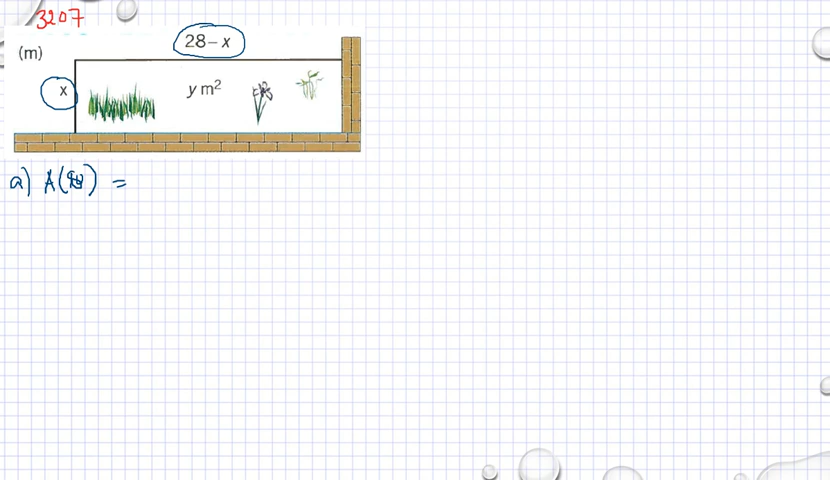 3207
28 – x
(m)
x
y m²
a) A( ) =